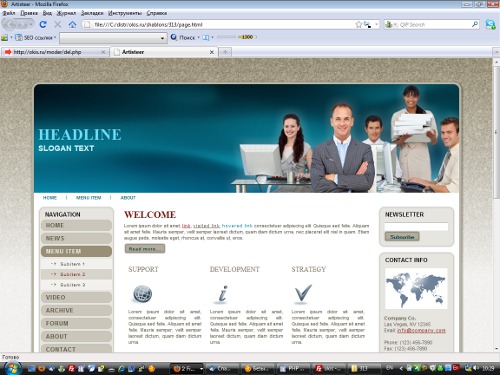 Artisteer - Mozilla Firefox
Файл Правка Вид Журнал Закладки Инструменты Справка
file:///C:/distr/okis.ru/shablons/313/page.html
SEO ссылки
Поиск
http://okis.ru/moder/del.php
Artisteer
HEADLINE
SLOGAN TEXT
HOME MENU ITEM ABOUT
NAVIGATION
HOME
NEWS
MENU ITEM
Subitem 1
Subitem 2
Subitem 3
VIDEO
ARCHIVE
FORUM
ABOUT
CONTACT
WELCOME
Lorem ipsum dolor sit amet, link, visited link, hovered link consectetuer adipiscing elit. Quisque sed felis. Aliquam sit amet
felis. Mauris semper, velit semper laoreet dictum, quam diam dictum urna, nec placerat elit nisl in quam. Etiam
augue pede, molestie eget, rhoncus at, convallis ut, eros.
Read more...
SUPPORT
Lorem ipsum dolor sit amet,
consectetuer adipiscing elit.
Quisque sed felis. Aliquam sit
amet felis. Mauris semper, velit
semper laoreet dictum, quam
DEVELOPMENT
Lorem ipsum dolor sit amet,
consectetuer adipiscing elit.
Quisque sed felis. Aliquam sit
amet felis. Mauris semper, velit
semper laoreet dictum, quam
STRATEGY
Lorem ipsum dolor sit amet,
consectetuer adipiscing elit.
Quisque sed felis. Aliquam sit
amet felis. Mauris semper, velit
semper laoreet dictum, quam
NEWSLETTER
Subscribe
CONTACT INFO
Company Co.
Las Vegas, NV 12345
Email: info@company.com
Phone: (123) 456-7890
Fax: (123) 456-7890
Готово
EN
10:29